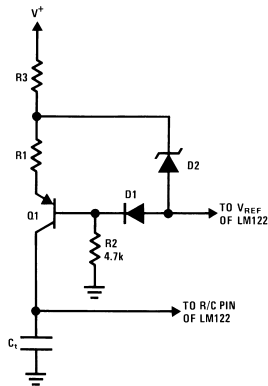 V+
R3
R1
D2
D1
Q1
TO VREF
OF LM122
R2
4.7k
TO R/C PIN
OF LM122
Ct